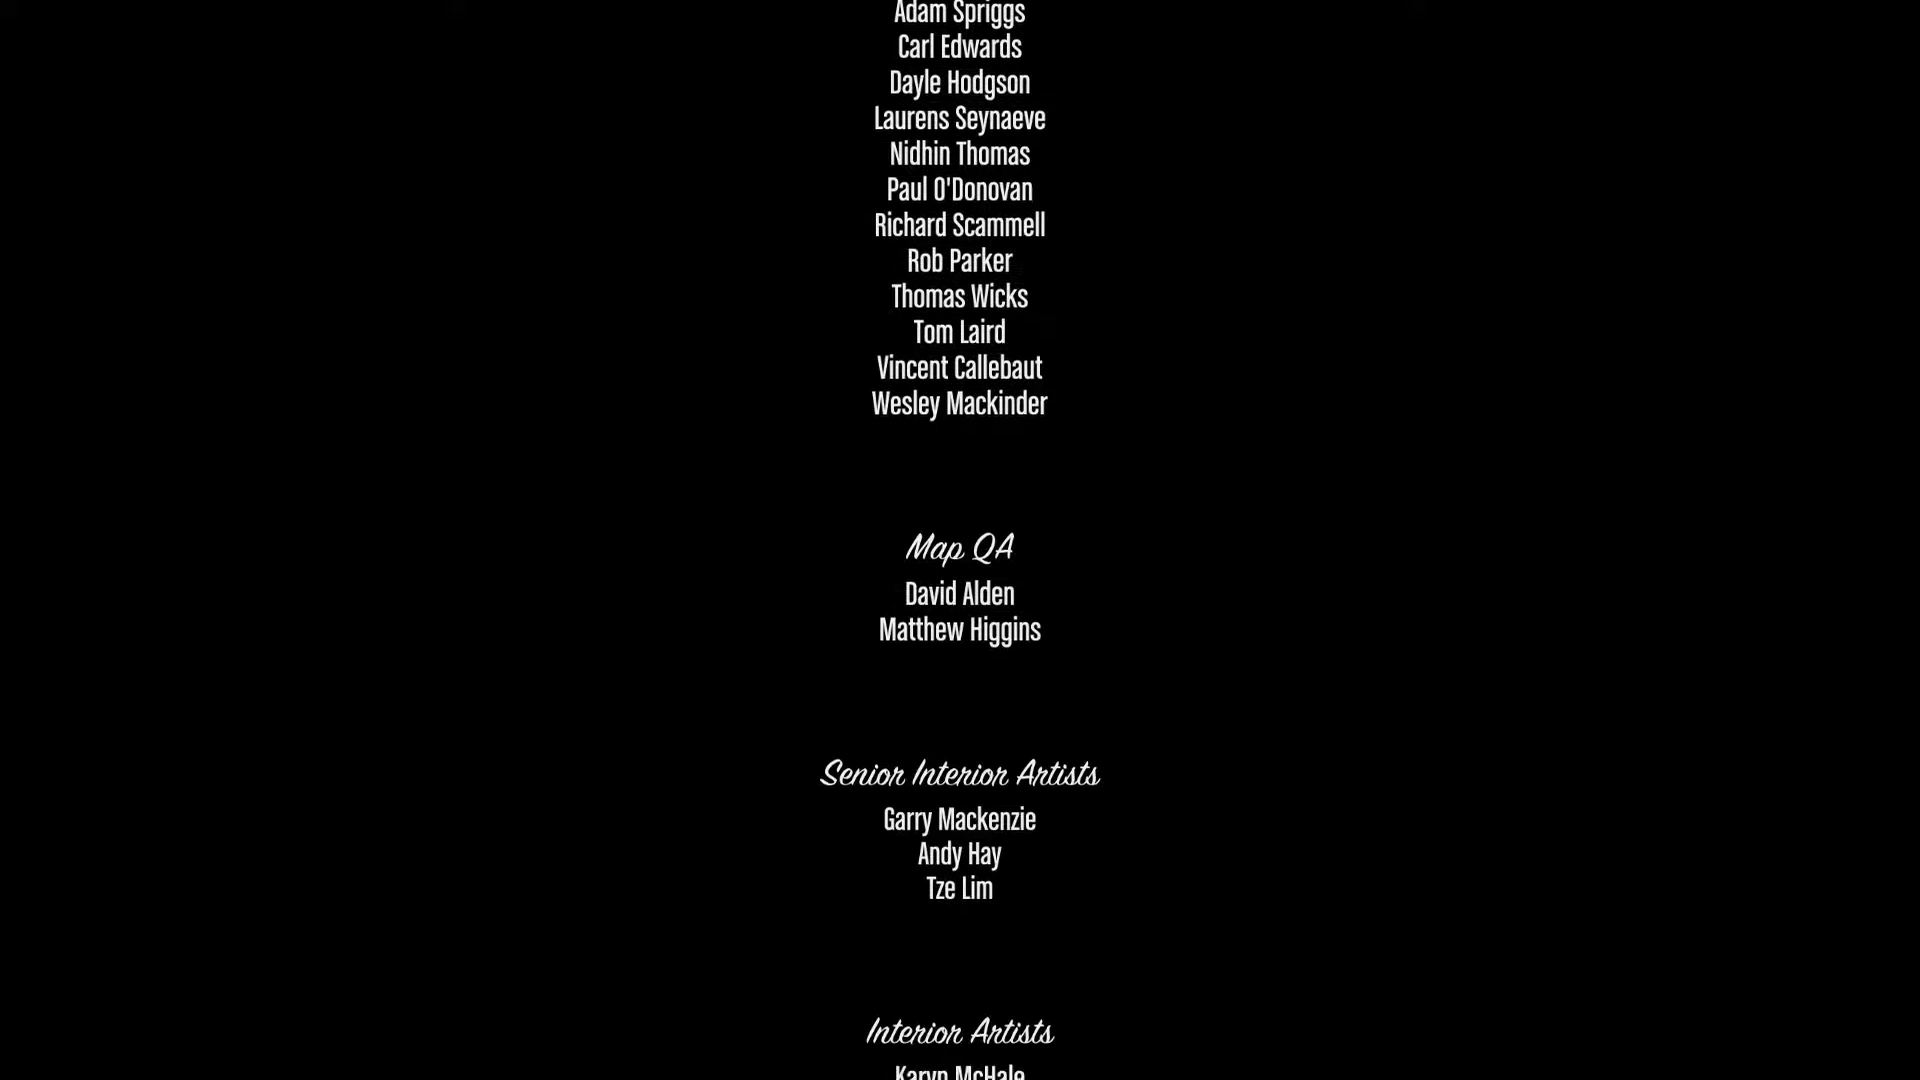 Adam Spriggs
Carl Edwards
Dayle Hodgson
Laurens Seynaeve
Nidhin Thomas
Paul O'Donovan
Richard Scammell
Rob Parker
Thomas Wicks
Tom Laird
Vincent Callebaut
Wesley Mackinder
Map QA
David Alden
Matthew Higgins
Senior Interior Artists
Garry Mackenzie
Andy Hay
Tze Lim
Interior Artists
Karyn McHale